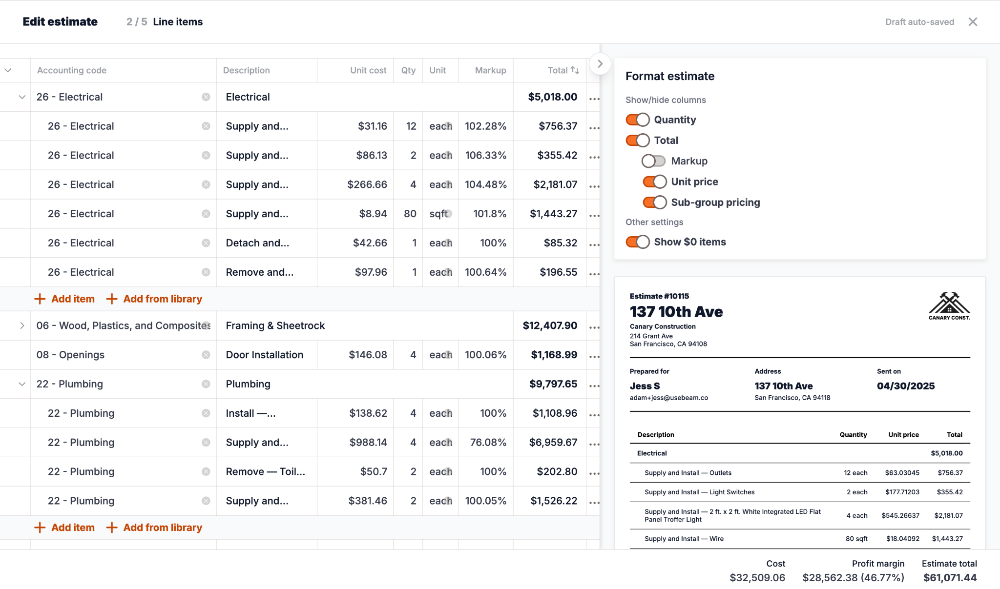 Edit estimate 2 / 5 Line items Draft auto-saved
Accounting code Description Unit cost Qty Unit Markup Total
26 - Electrical Electrical $5,018.00 ...
26 - Electrical Supply and... $31.16 12 each 102.28% $756.37 ...
26 - Electrical Supply and... $86.13 2 each 106.33% $355.42 ...
26 - Electrical Supply and... $266.66 4 each 104.48% $2,181.07 ...
26 - Electrical Supply and... $8.94 80 sqft 101.8% $1,443.27 ...
26 - Electrical Detach and... $42.66 1 each 100% $85.32 ...
26 - Electrical Remove and... $97.96 1 each 100.64% $196.55 ...
+ Add item + Add from library
06 - Wood, Plastics, and Composites Framing & Sheetrock $12,407.90 ...
08 - Openings Door Installation $146.08 4 each 100.06% $1,168.99 ...
22 - Plumbing Plumbing $9,797.65 ...
22 - Plumbing Install —... $138.62 4 each 100% $1,108.96 ...
22 - Plumbing Supply and... $988.14 4 each 76.08% $6,959.67 ...
22 - Plumbing Remove — Toil... $50.7 2 each 100% $202.80 ...
22 - Plumbing Supply and... $381.46 2 each 100.05% $1,526.22 ...
+ Add item + Add from library
Format estimate
Show/hide columns
Quantity
Total
Markup
Unit price
Sub-group pricing
Other settings
Show $0 items
Estimate #10115
137 10th Ave
Canary Construction
214 Grant Ave
San Francisco, CA 94108
CANARY CONST.
Prepared for Address Sent on
Jess S 137 10th Ave 04/30/2025
adam+jess@usebeam.co San Francisco, CA 94118
Description Quantity Unit price Total
Electrical $5,018.00
Supply and Install — Outlets 12 each $63.03045 $756.37
Supply and Install — Light Switches 2 each $177.71203 $355.42
Supply and Install — 2 ft. x 2 ft. White Integrated LED Flat
Panel Troffer Light 4 each $545.26637 $2,181.07
Supply and Install — Wire 80 sqft $18.04092 $1,443.27
Cost Profit margin Estimate total
$32,509.06 $28,562.38 (46.77%) $61,071.44